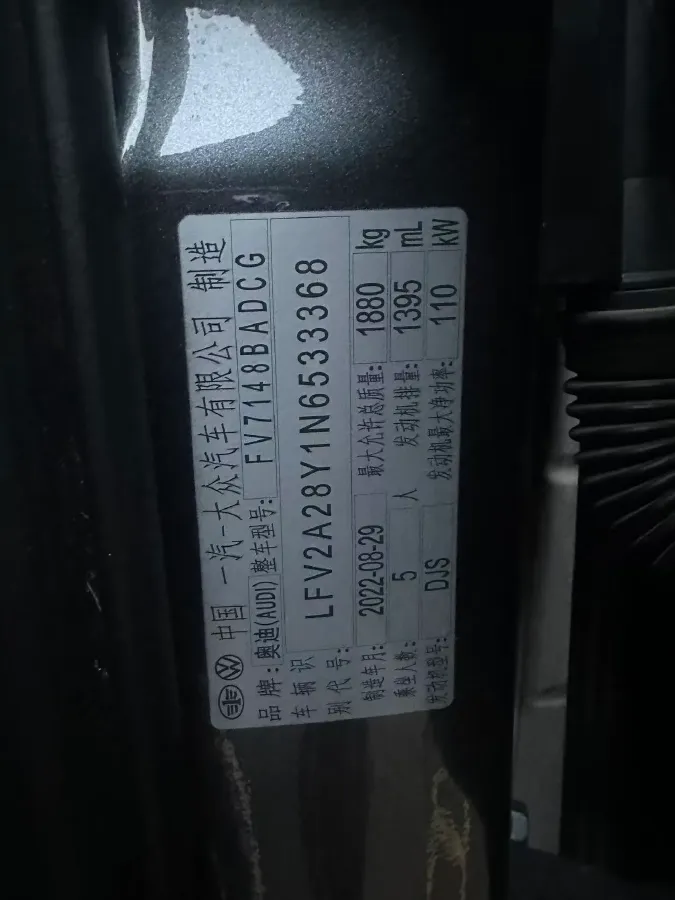 中国 一汽-大众汽车有限公司 制造
品牌:奥迪(AUDI) 整车型号: FV7148BADCG
车辆识别代号: LFV2A28Y1N6533368
制造年月: 2022-08-29 最大允许总质量: 1880 kg
乘坐人数: 5 人 发动机排量: 1395 mL
发动机型号: DJS 发动机最大净功率: 110 kW